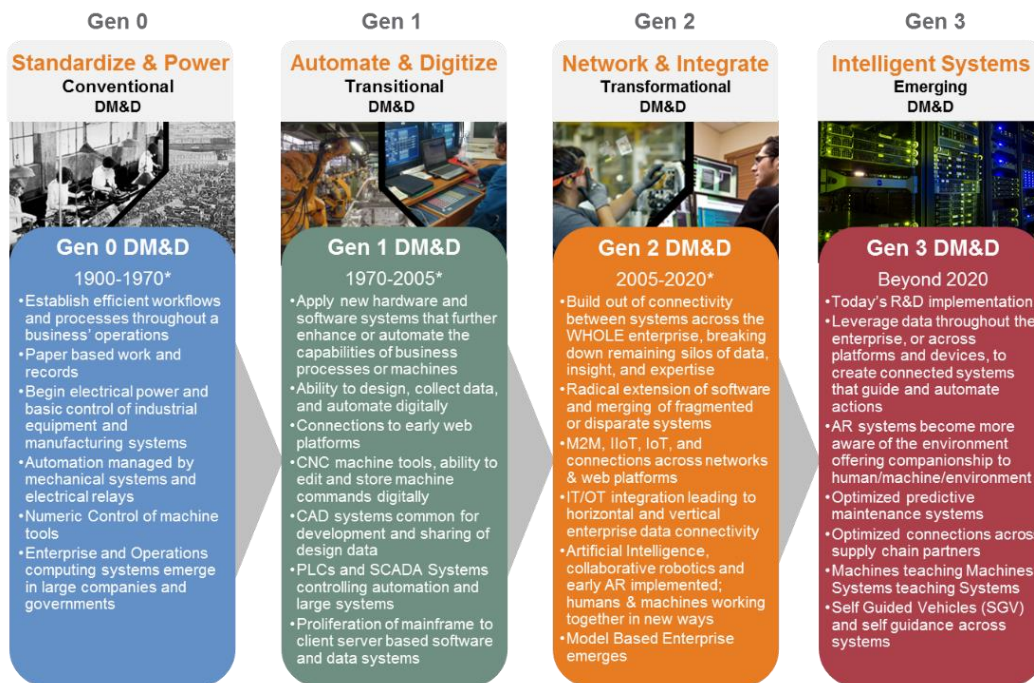 Gen 0
Standardize & Power
Conventional
DM&D
Gen 0 DM&D
1900-1970*
•Establish efficient workflows
and processes throughout a
business' operations
•Paper based work and
records
•Begin electrical power and
basic control of industrial
equipment and
manufacturing systems
•Automation managed by
mechanical systems and
electrical relays
•Numeric Control of machine
tools
•Enterprise and Operations
computing systems emerge
in large companies and
governments
Gen 1
Automate & Digitize
Transitional
DM&D
Gen 1 DM&D
1970-2005*
•Apply new hardware and
software systems that further
enhance or automate the
capabilities of business
processes or machines
•Ability to design, collect data,
and automate digitally
•Connections to early web
platforms
•CNC machine tools, ability to
edit and store machine
commands digitally
•CAD systems common for
development and sharing of
design data
•PLCs and SCADA Systems
controlling automation and
large systems
•Proliferation of mainframe to
client server based software
and data systems
Gen 2
Network & Integrate
Transformational
DM&D
Gen 2 DM&D
2005-2020*
•Build out of connectivity
between systems across the
WHOLE enterprise, breaking
down remaining silos of data,
insight, and expertise
•Radical extension of software
and merging of fragmented
or disparate systems
•M2M, IIoT, IoT, and
connections across networks
& web platforms
•IT/OT integration leading to
horizontal and vertical
enterprise data connectivity
•Artificial Intelligence,
collaborative robotics and
early AR implemented;
humans & machines working
together in new ways
•Model Based Enterprise
emerges
Gen 3
Intelligent Systems
Emerging
DM&D
Gen 3 DM&D
Beyond 2020
•Today's R&D implementation
•Leverage data throughout the
enterprise, or across
platforms and devices, to
create connected systems
that guide and automate
actions
•AR systems become more
aware of the environment
offering companionship to
human/machine/environment
•Optimized predictive
maintenance systems
•Optimized connections across
supply chain partners
•Machines teaching Machines
Systems teaching Systems
•Self Guided Vehicles (SGV)
and self guidance across
systems